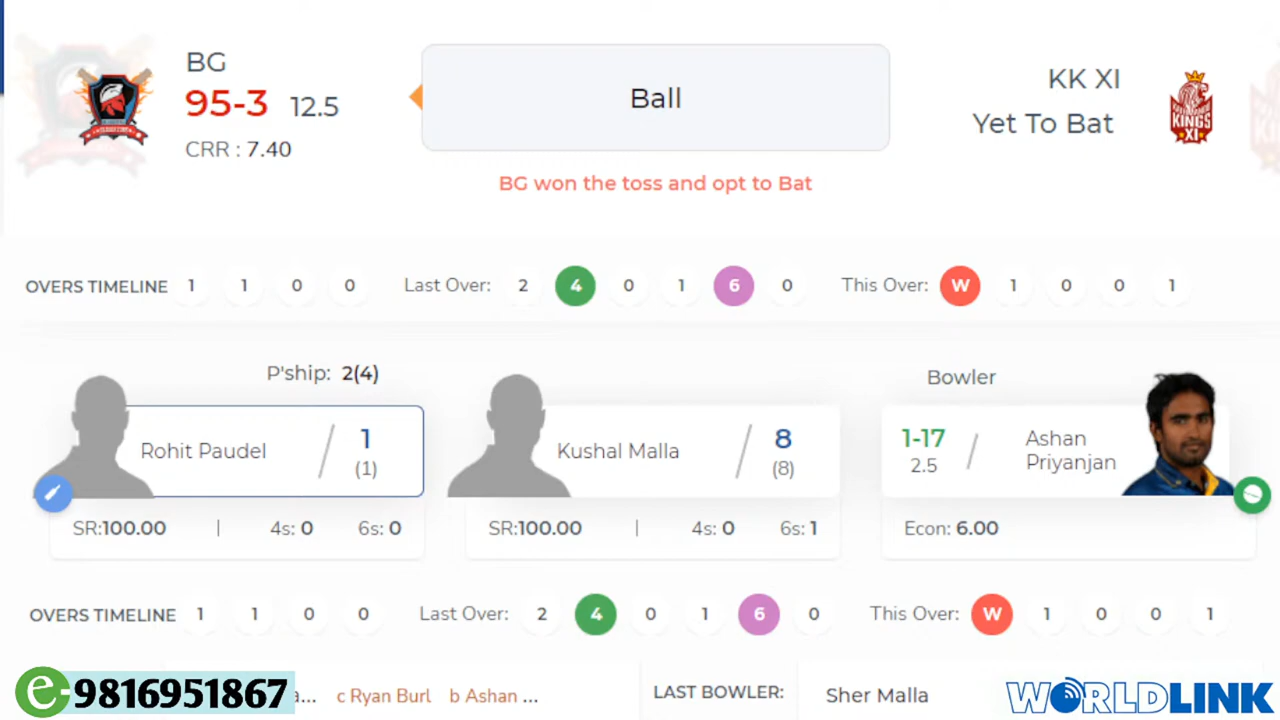 BG
95-3 12.5
CRR : 7.40
Ball
BG won the toss and opt to Bat
KK XI
Yet To Bat
KINGS
XI
OVERS TIMELINE 1 1 0 0 Last Over: 2 4 0 1 6 0 This Over: W 1 0 0 1
P'ship: 2(4)
Rohit Paudel / 1
(1)
SR:100.00 | 4s: 0 6s: 0
Kushal Malla / 8
(8)
SR:100.00 | 4s: 0 6s: 1
Bowler
1-17 / Ashan
2.5 Priyanjan
Econ: 6.00
OVERS TIMELINE 1 1 0 0 Last Over: 2 4 0 1 6 0 This Over: W 1 0 0 1
e-9816951867 a... c Ryan Burl b Ashan ... LAST BOWLER: Sher Malla
WORLDLINK